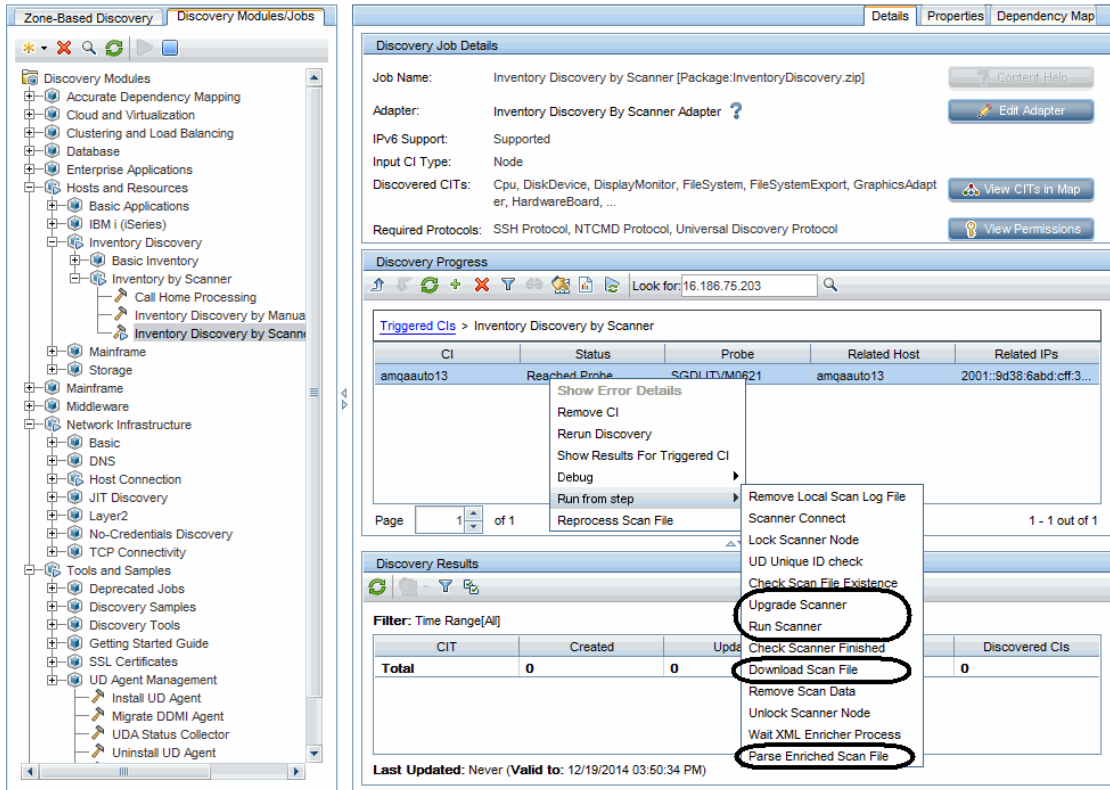 Zone-Based Discovery
Discovery Modules/Jobs
Discovery Modules
Accurate Dependency Mapping
Cloud and Virtualization
Clustering and Load Balancing
Database
Enterprise Applications
Hosts and Resources
Basic Applications
IBM i (iSeries)
Inventory Discovery
Basic Inventory
Inventory by Scanner
Call Home Processing
Inventory Discovery by Manua
Inventory Discovery by Scanne
Mainframe
Storage
Mainframe
Middleware
Network Infrastructure
Basic
DNS
Host Connection
JIT Discovery
Layer2
No-Credentials Discovery
TCP Connectivity
Tools and Samples
Deprecated Jobs
Discovery Samples
Discovery Tools
Getting Started Guide
SSL Certificates
UD Agent Management
Install UD Agent
Migrate DDMI Agent
UDA Status Collector
Uninstall UD Agent
Details Properties Dependency Map
Discovery Job Details
Job Name: Inventory Discovery by Scanner [Package:InventoryDiscovery.zip]
Content Help
Adapter: Inventory Discovery By Scanner Adapter
Edit Adapter
IPv6 Support: Supported
Input CI Type: Node
Discovered CITs: Cpu, DiskDevice, DisplayMonitor, FileSystem, FileSystemExport, GraphicsAdapt
er, HardwareBoard, ...
View CITs in Map
Required Protocols: SSH Protocol, NTCMD Protocol, Universal Discovery Protocol
View Permissions
Discovery Progress
Look for: 16.186.75.203
Triggered CIs > Inventory Discovery by Scanner
CI Status Probe Related Host Related IPs
amqaauto13 Reached Probe SGDLITVM0621 amqaauto13 2001::9d38:6abd:cff:3...
Show Error Details
Remove CI
Rerun Discovery
Show Results For Triggered CI
Debug
Run from step
Reprocess Scan File
Page 1 of 1
1 - 1 out of 1
Remove Local Scan Log File
Scanner Connect
Lock Scanner Node
UD Unique ID check
Check Scan File Existence
Upgrade Scanner
Run Scanner
Check Scanner Finished
Download Scan File
Remove Scan Data
Unlock Scanner Node
Wait XML Enricher Process
Parse Enriched Scan File
Discovery Results
Filter: Time Range[All]
CIT Created Upda Discovered CIs
Total 0 0 0
Last Updated: Never (Valid to: 12/19/2014 03:50:34 PM)